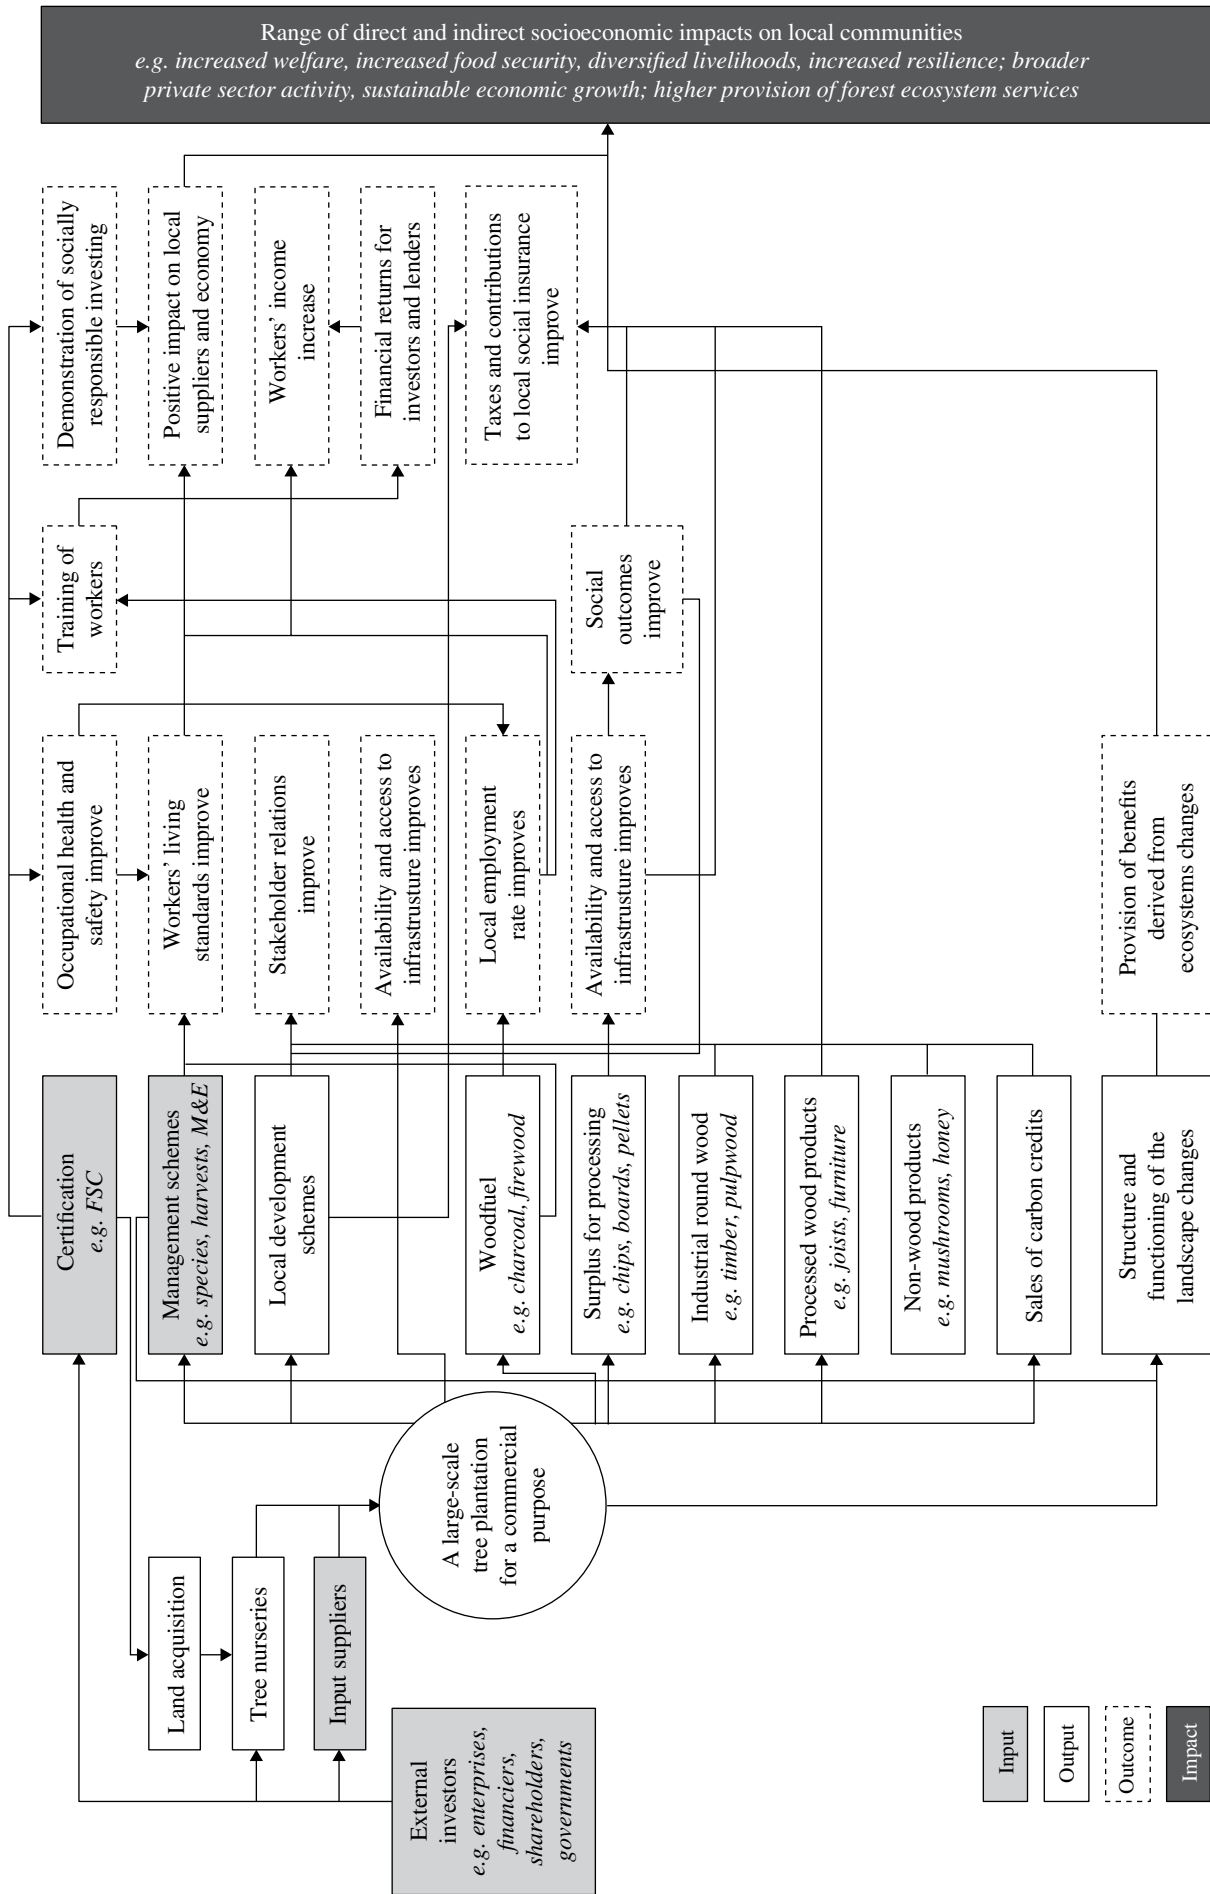 External
investors
e.g. enterprises,
financiers,
shareholders,
governments
Land acquisition
Tree nurseries
Input suppliers
A large-scale
tree plantation
for a commercial
purpose
Certification
e.g. FSC
Management schemes
e.g. species, harvests, M&E
Local development
schemes
Woodfuel
e.g. charcoal, firewood
Surplus for processing
e.g. chips, boards, pellets
Industrial round wood
e.g. timber, pulpwood
Processed wood products
e.g. joists, furniture
Non-wood products
e.g. mushrooms, honey
Sales of carbon credits
Structure and
functioning of the
landscape changes
Occupational health and
safety improve
Workers' living
standards improve
Stakeholder relations
improve
Availability and access to
infrastructure improves
Local employment
rate improves
Availability and access to
infrastructure improves
Provision of benefits
derived from
ecosystems changes
Training of
workers
Social
outcomes
improve
Demonstration of socially
responsible investing
Positive impact on local
suppliers and economy
Workers' income
increase
Financial returns for
investors and lenders
Taxes and contributions
to local social insurance
improve
Range of direct and indirect socioeconomic impacts on local communities
e.g. increased welfare, increased food security, diversified livelihoods, increased resilience; broader
private sector activity, sustainable economic growth; higher provision of forest ecosystem services
Input
Output
Outcome
Impact